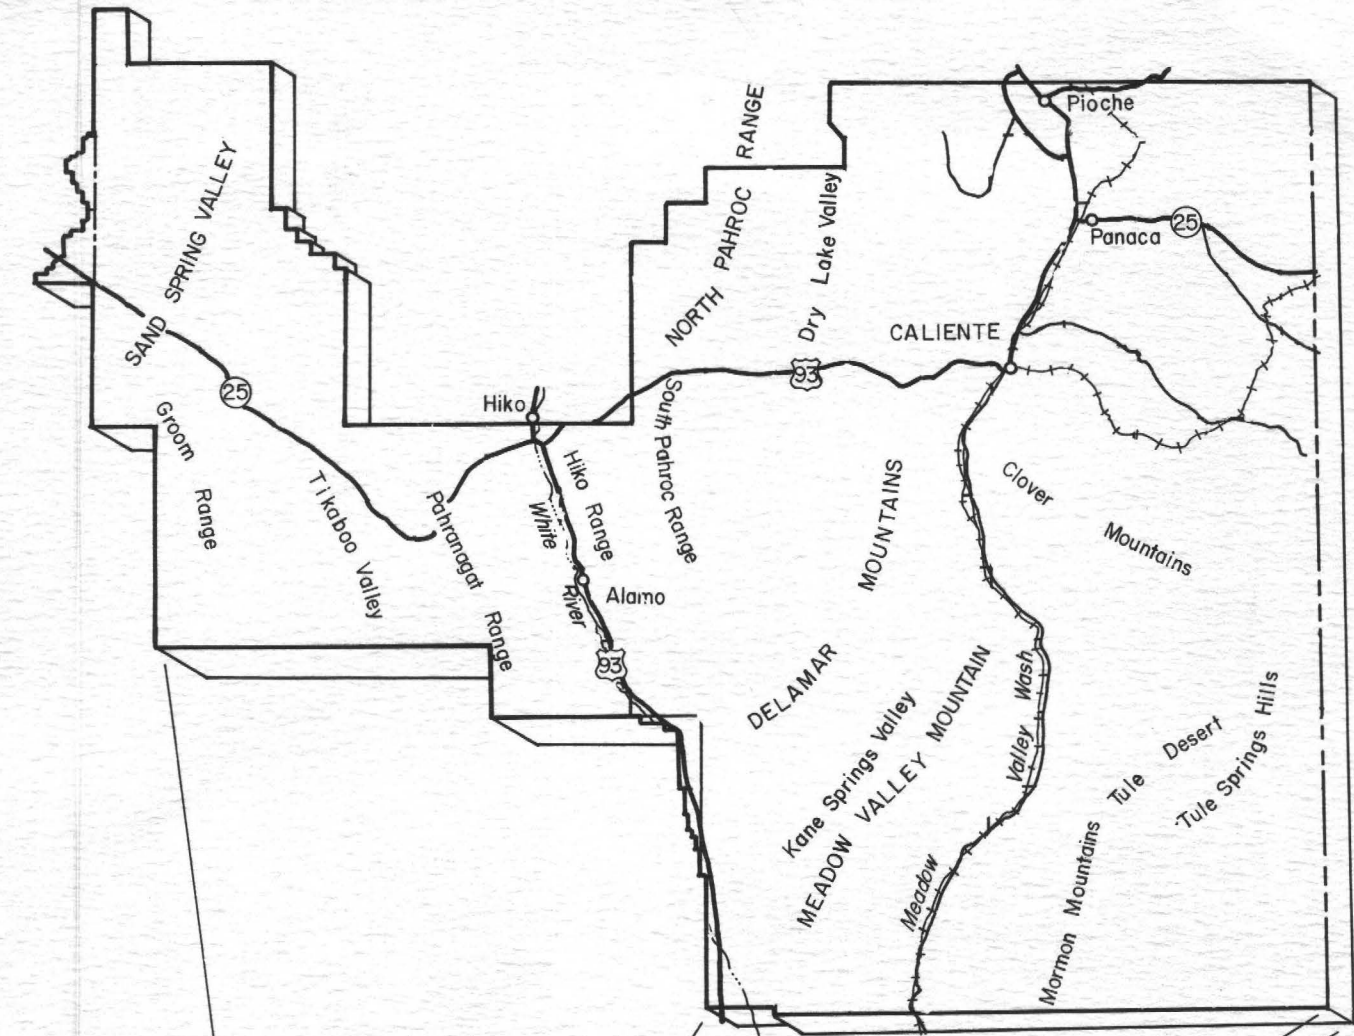 Pioche
RANGE
NORTH PAHROC
Dry Lake Valley
SAND SPRING VALLEY
25
Panaca
CALIENTE
93
25
Hiko
South Pahroc Range
Groom
Range
Tikaboo Valley
Pahranagat
Range
White
River
Hiko Range
Alamo
93
DELAMAR
MOUNTAINS
Clover
Mountains
Kane Springs Valley
MEADOW VALLEY MOUNTAIN
Meadow
Valley
Wash
Mormon Mountains
Tule Desert
Tule Springs Hills